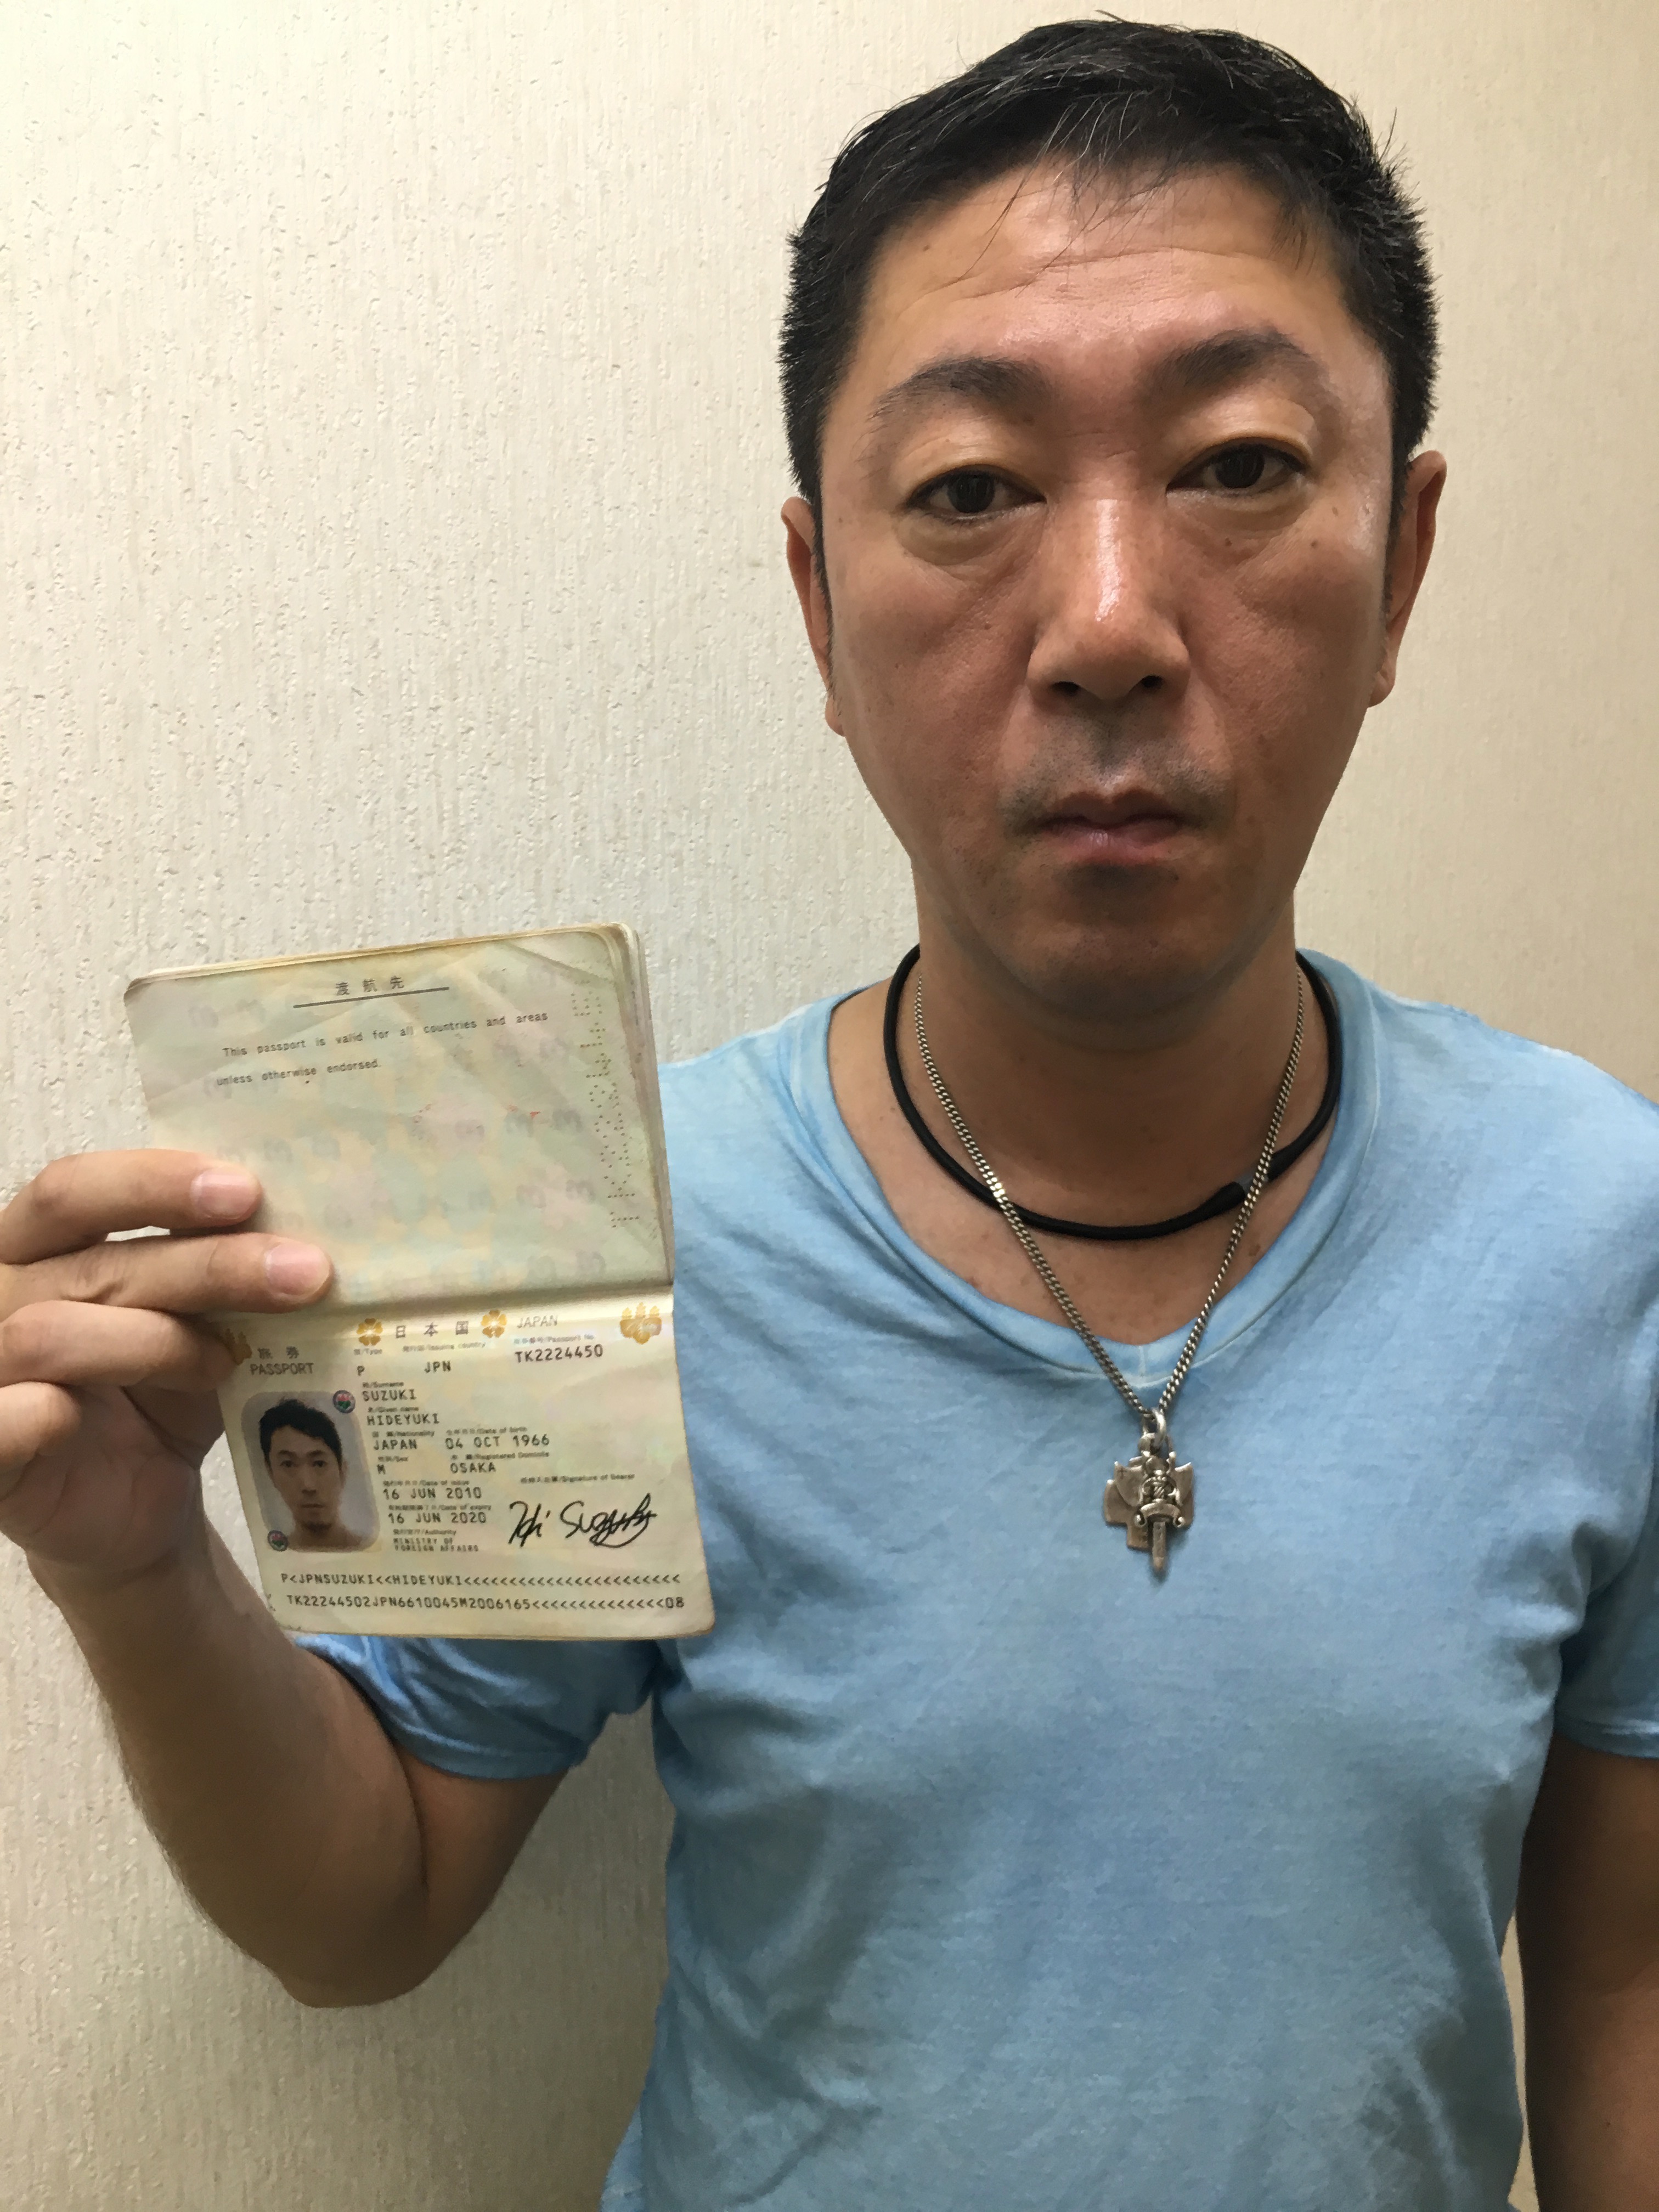 渡航先
This passport is valid for all countries and areas
unless otherwise endorsed.
日本国 JAPAN
旅券
PASSPORT
型/Type 発行国/Issuing country 旅券番号/Passport No.
P JPN TK2224450
姓/Surname
SUZUKI
名/Given name
HIDEYUKI
国籍/Nationality 生年月日/Date of birth
JAPAN 04 OCT 1966
性別/Sex 本籍/Registered Domicile
M OSAKA
発行年月日/Date of issue 所持人自署/Signature of bearer
16 JUN 2010
有効期間満了日/Date of expiry
16 JUN 2020
発行官庁/Authority
MINISTRY OF
FOREIGN AFFAIRS
P<JPNSUZUKI<<HIDEYUKI<<<<<<<<<<<<<<<<<<<<<<<
TK22244502JPN6610045M2006165<<<<<<<<<<<<<<08